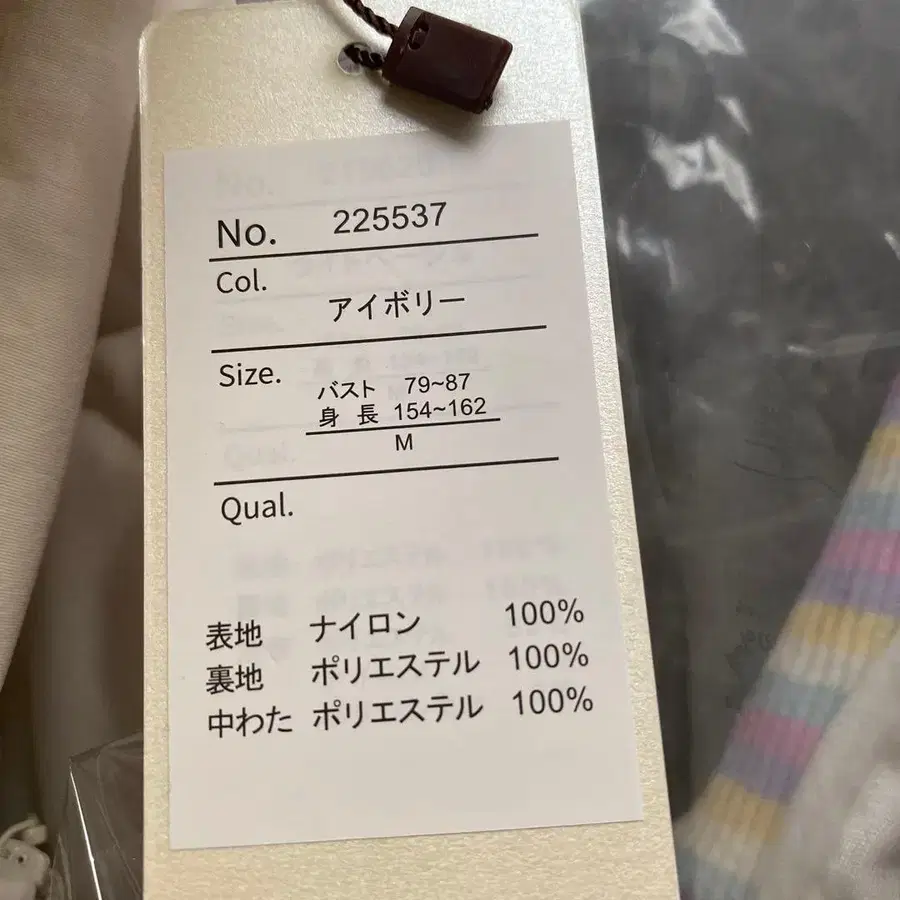 No. 225537
Col.
アイボリー
Size.
バスト 79~87
身長 154~162
M
Qual.
表地 ナイロン 100%
裏地 ポリエステル 100%
中わた ポリエステル 100%